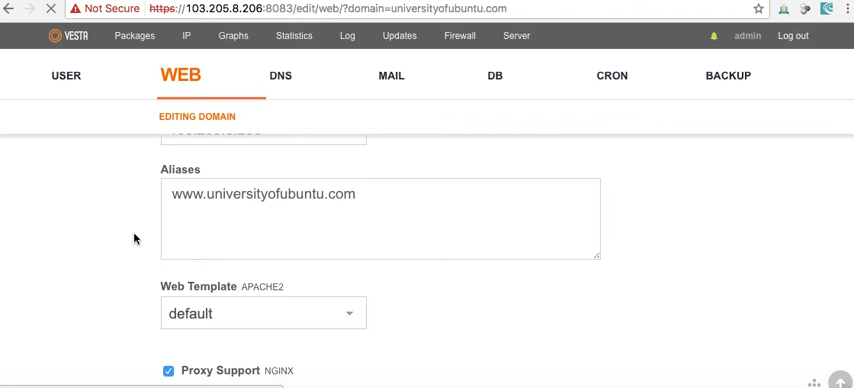 Not Secure https://103.205.8.206:8083/edit/web/?domain=universityofubuntu.com
VESTA Packages IP Graphs Statistics Log Updates Firewall Server admin Log out
USER WEB DNS MAIL DB CRON BACKUP
EDITING DOMAIN
Aliases
www.universityofubuntu.com
Web Template APACHE2
default
Proxy Support NGINX